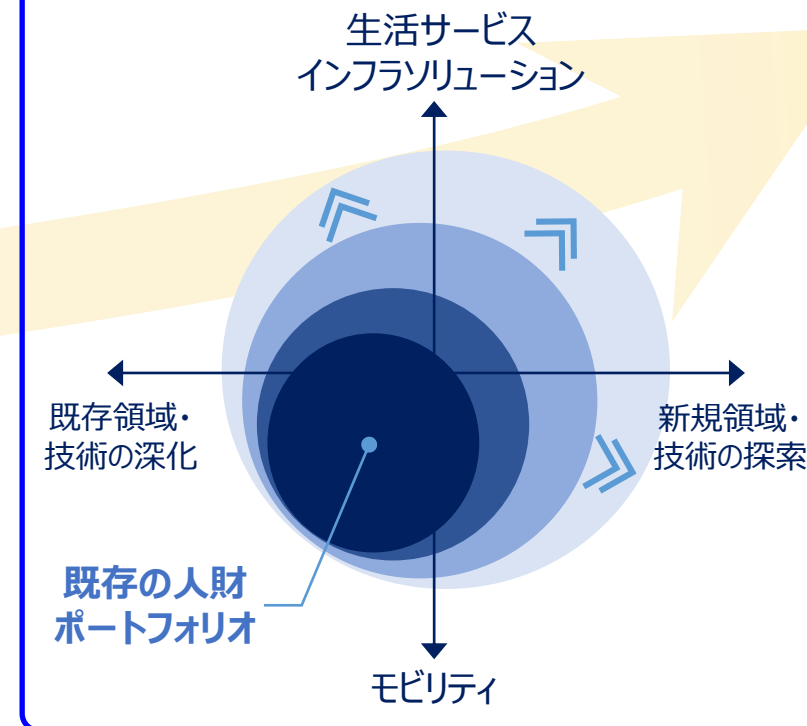 生活サービス
インフラソリューション
既存領域・
技術の深化
新規領域・
技術の探索
既存の人財
ポートフォリオ
モビリティ